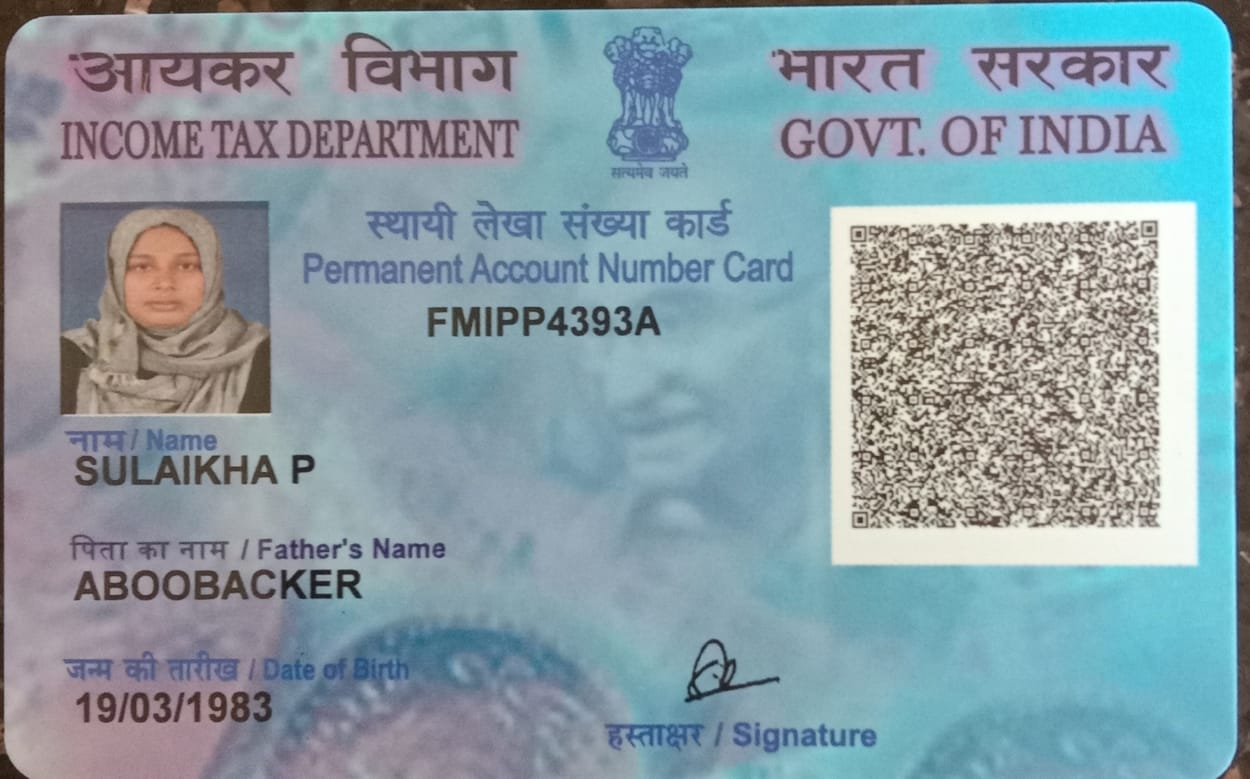 आयकर विभाग
INCOME TAX DEPARTMENT
सत्यमेव जयते
भारत सरकार
GOVT. OF INDIA
स्थायी लेखा संख्या कार्ड
Permanent Account Number Card
FMIPP4393A
नाम / Name
SULAIKHA P
पिता का नाम / Father's Name
ABOOBACKER
जन्म की तारीख / Date of Birth
19/03/1983
हस्ताक्षर / Signature